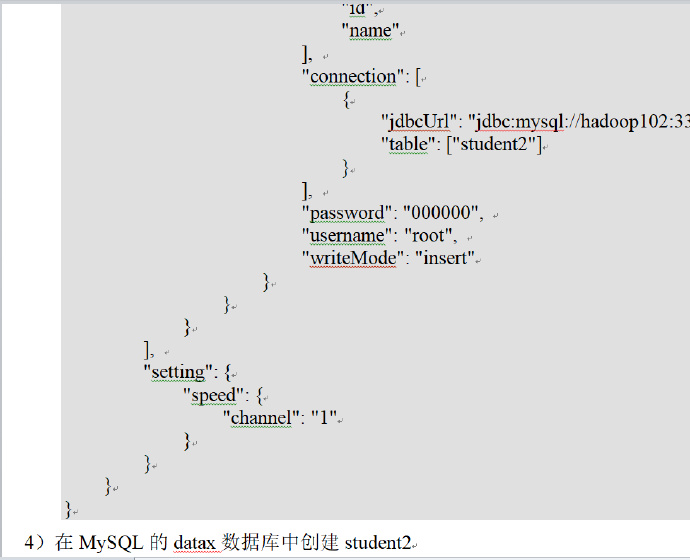 "id",
"name"
],
"connection": [
{
"jdbcUrl": "jdbc:mysql://hadoop102:33
"table": ["student2"]
}
],
"password": "000000",
"username": "root",
"writeMode": "insert"
}
}
}
],
"setting": {
"speed": {
"channel": "1"
}
}
}
}
4）在 MySQL 的 datax 数据库中创建 student2